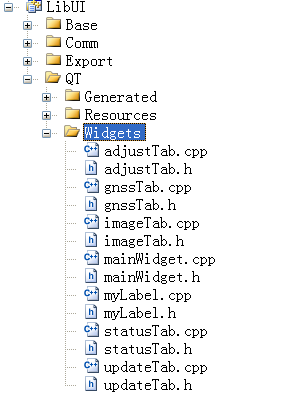 LibUI
Base
Comm
Export
QT
Generated
Resources
Widgets
adjustTab.cpp
adjustTab.h
gnssTab.cpp
gnssTab.h
imageTab.cpp
imageTab.h
mainWidget.cpp
mainWidget.h
myLabel.cpp
myLabel.h
statusTab.cpp
statusTab.h
updateTab.cpp
updateTab.h